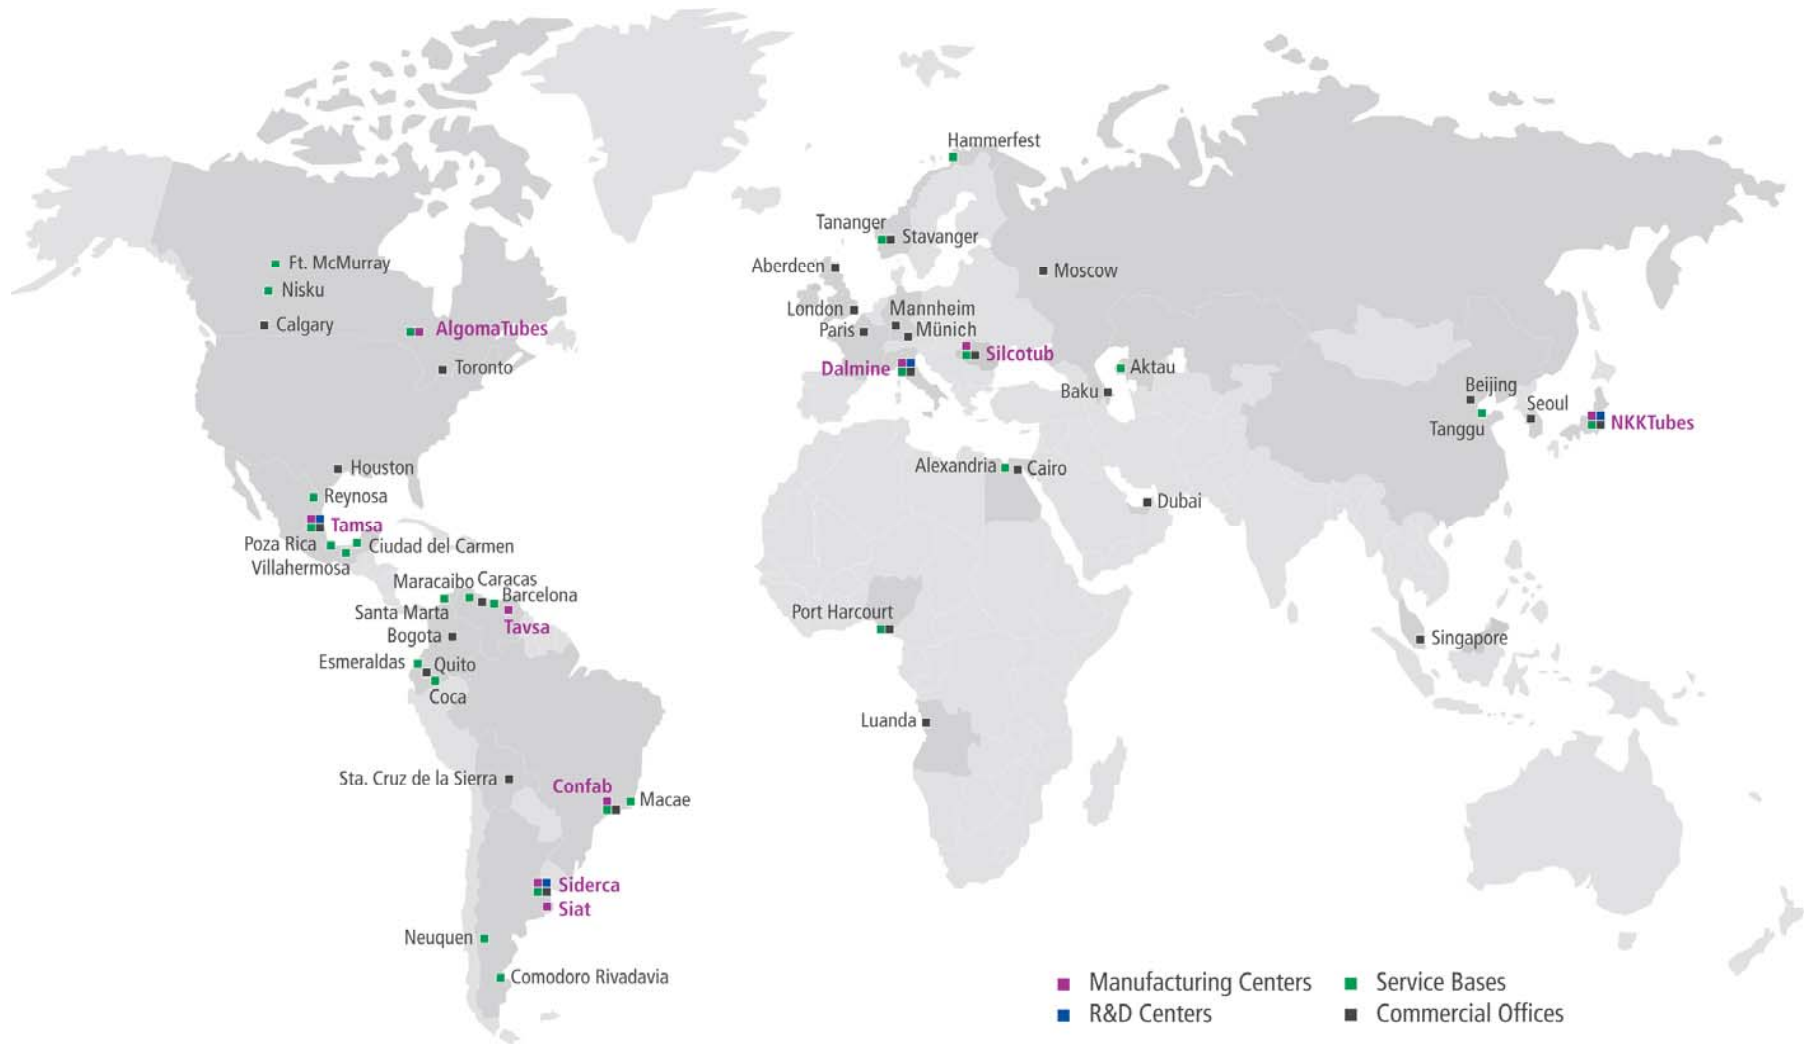 Hammerfest
Tananger
Stavanger
Aberdeen
Moscow
Ft. McMurray
Nisku
Calgary
AlgomaTubes
London
Mannheim
Paris
Münich
Silcotub
Toronto
Dalmine
Aktau
Baku
Beijing
Seoul
Tanggu
NKKTubes
Houston
Alexandria
Cairo
Reynosa
Dubai
Tamsa
Poza Rica
Ciudad del Carmen
Villahermosa
Maracaibo
Caracas
Barcelona
Santa Marta
Tavsa
Port Harcourt
Bogota
Singapore
Esmeraldas
Quito
Coca
Luanda
Sta. Cruz de la Sierra
Confab
Macae
Siderca
Siat
Neuquen
Comodoro Rivadavia
Manufacturing Centers
Service Bases
R&D Centers
Commercial Offices